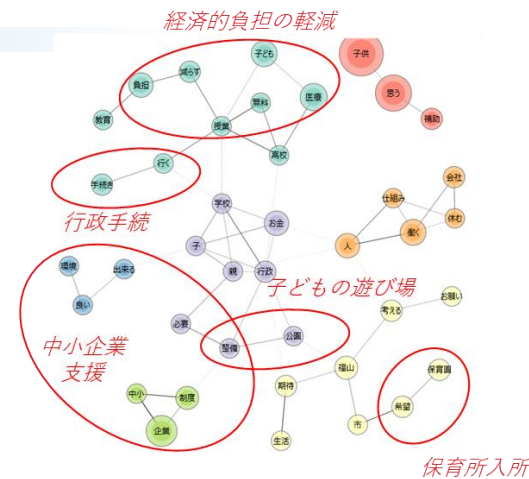 経済的負担の軽減
子ども
子供
減らす
負担
思う
無料
医療
教育
授業
補助
高校
行く
手続き
会社
仕組み
学校
行政手続
お金
休む
働く
子
人
環境
出来る
親
行政
子どもの遊び場
お願い
良い
考える
必要
公園
中小企業
支援
整備
福山
保育園
期待
中小
制度
希望
企業
市
生活
保育所入所